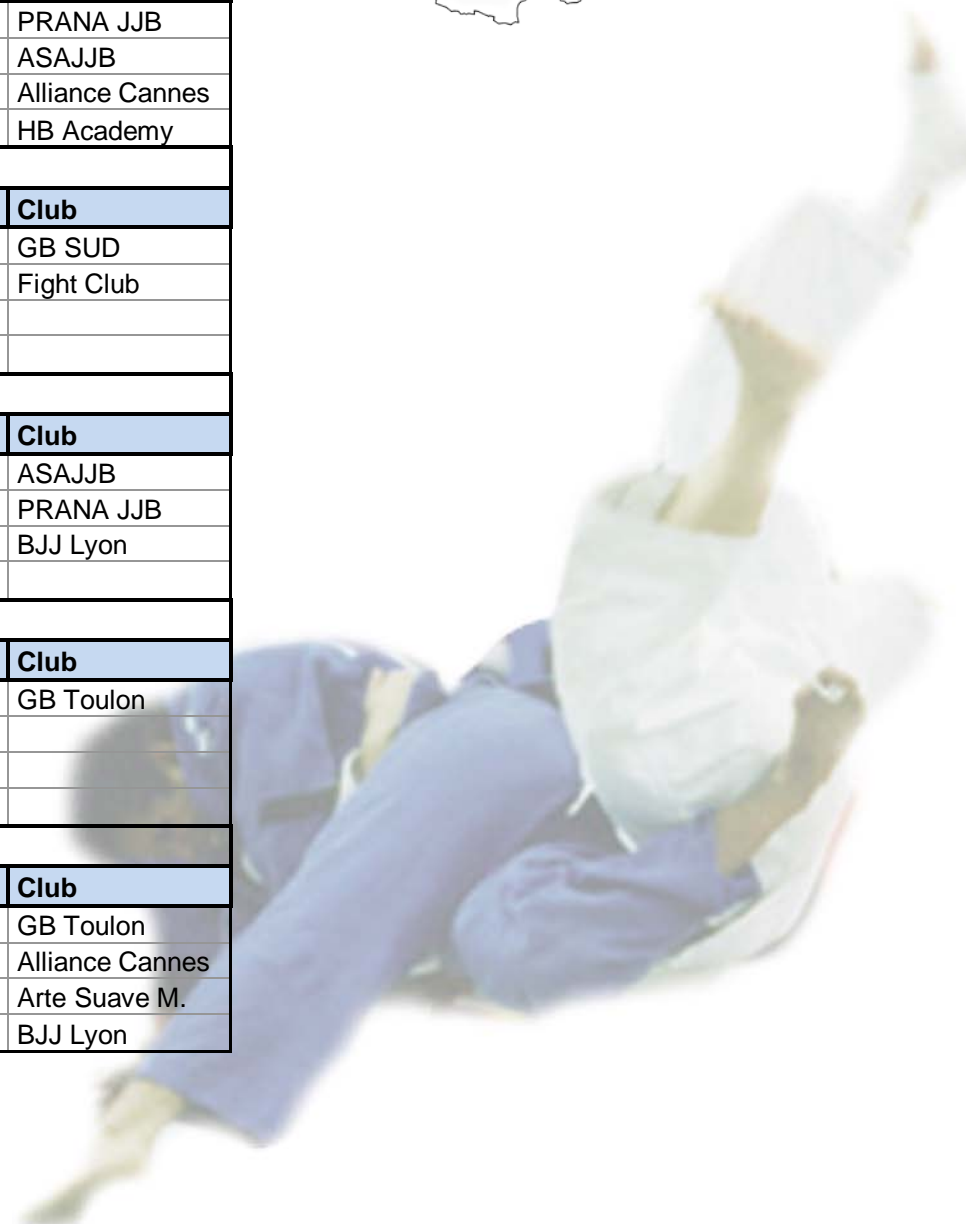 PRANA JJB
ASAJJB
Alliance Cannes
HB Academy
Club
GB SUD
Fight Club
Club
ASAJJB
PRANA JJB
BJJ Lyon
Club
GB Toulon
Club
GB Toulon
Alliance Cannes
Arte Suave M.
BJJ Lyon